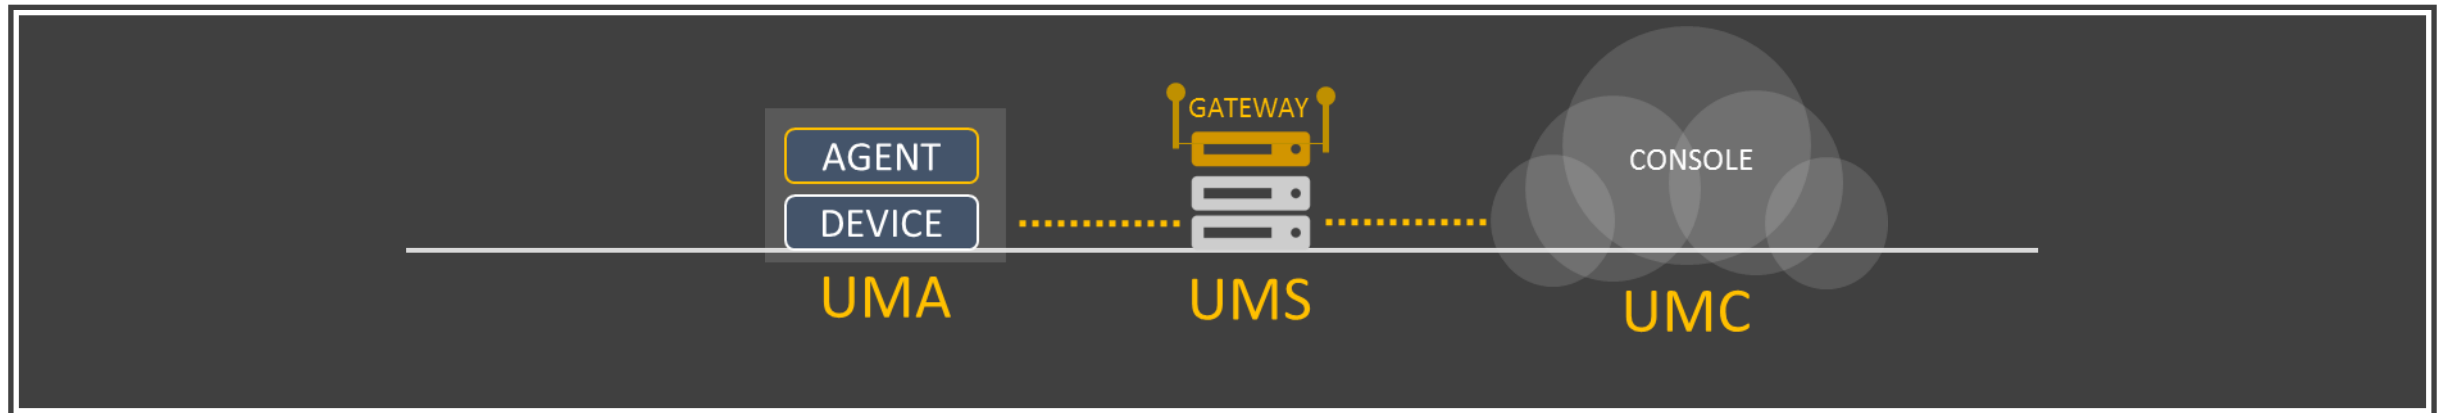 GATEWAY
AGENT
CONSOLE
DEVICE
UMA
UMS
UMC